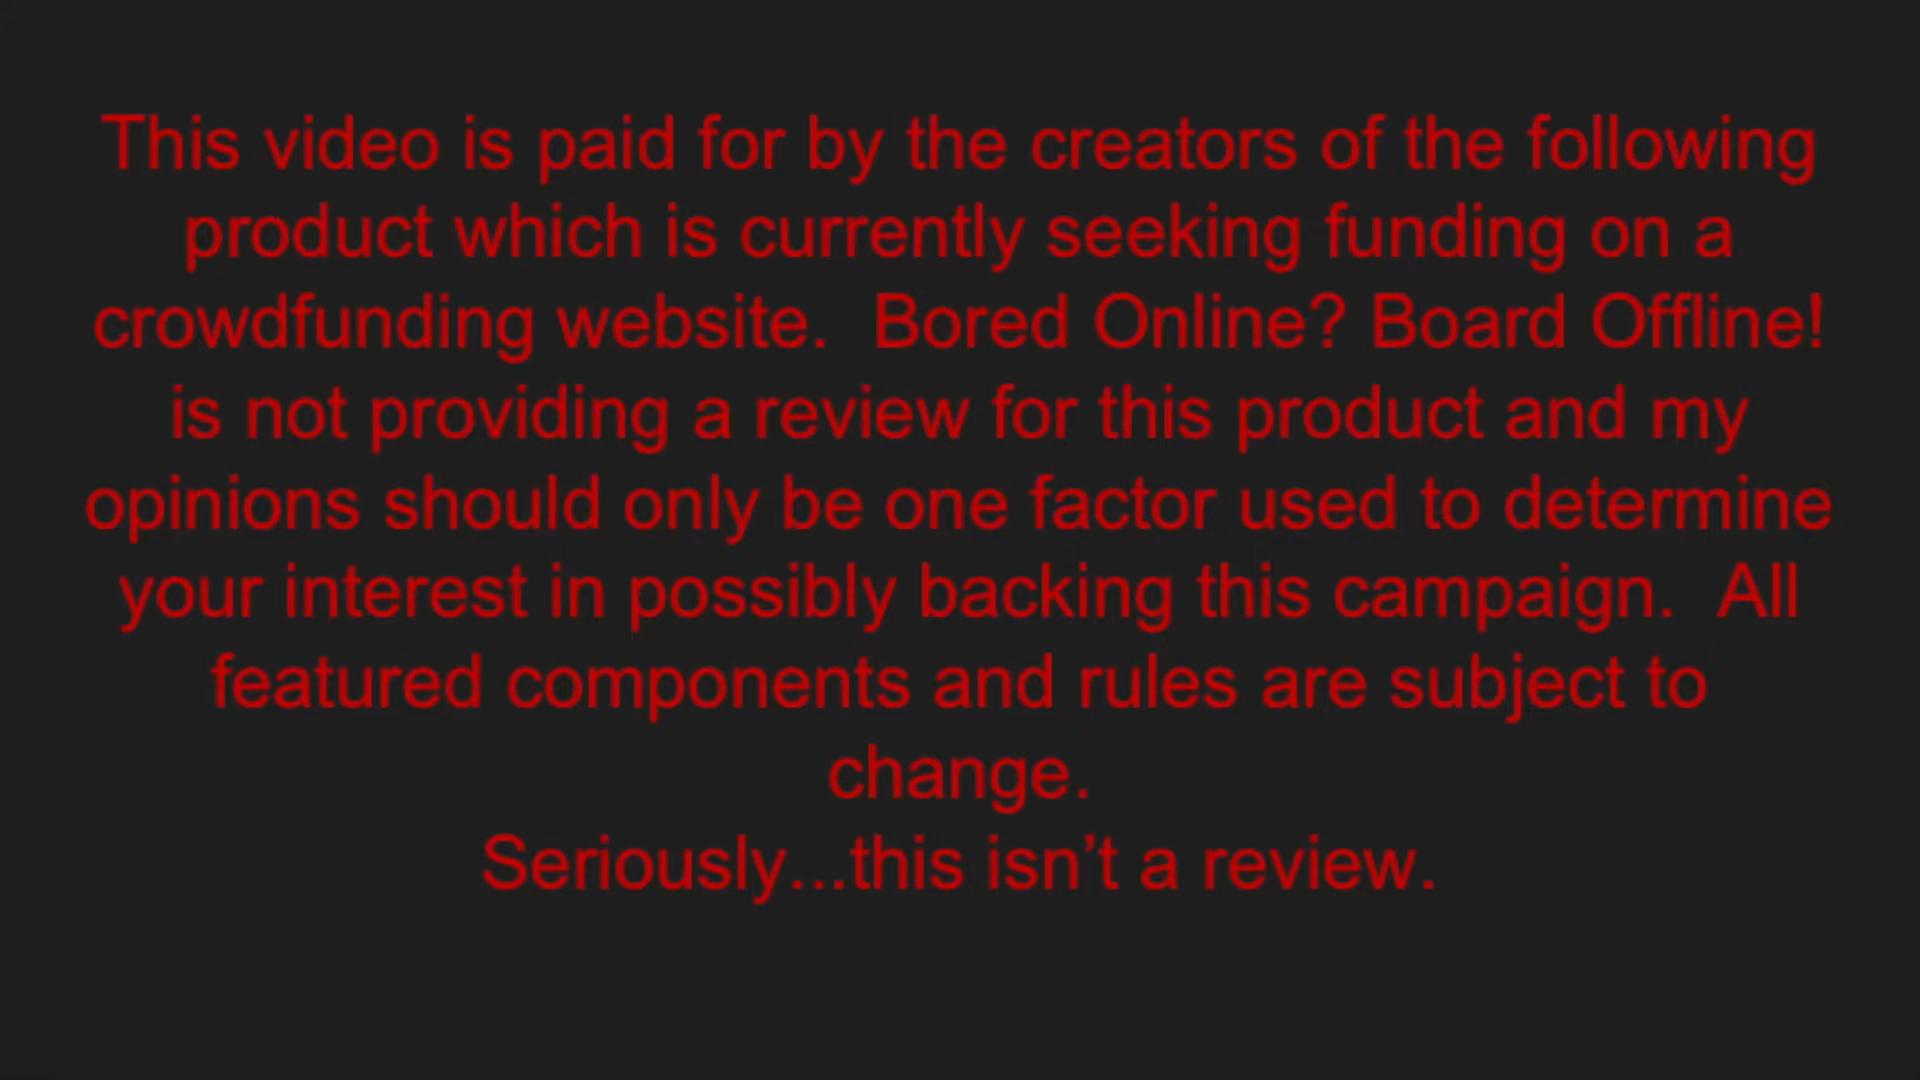 This video is paid for by the creators of the following
product which is currently seeking funding on a
crowdfunding website.  Bored Online? Board Offline!
is not providing a review for this product and my
opinions should only be one factor used to determine
your interest in possibly backing this campaign.  All
featured components and rules are subject to
change.
Seriously...this isn’t a review.